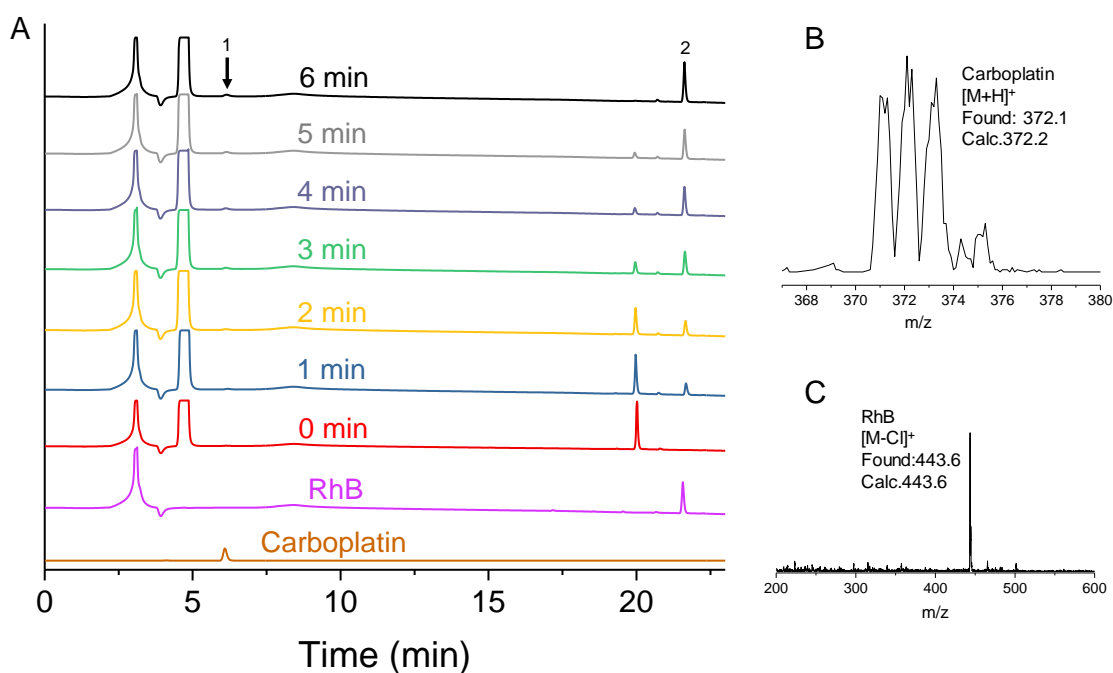 A
1
2
6 min
5 min
4 min
3 min
2 min
1 min
0 min
RhB
Carboplatin
0 5 10 15 20
Time (min)
B
Carboplatin
[M+H]+
Found: 372.1
Calc.372.2
368 370 372 374 376 378 380
m/z
C
RhB
[M-Cl]+
Found:443.6
Calc.443.6
200 300 400 500 600
m/z